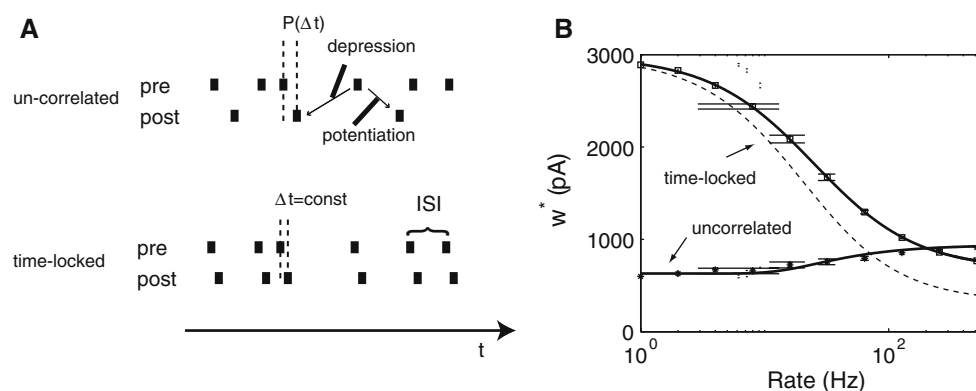 A
P(Δt)
depression
pre
un-correlated
post
potentiation
Δt=const
ISI
pre
time-locked
post
t
B
3000
2000
1000
0
w* (pA)
time-locked
uncorrelated
10^0
10^2
Rate (Hz)